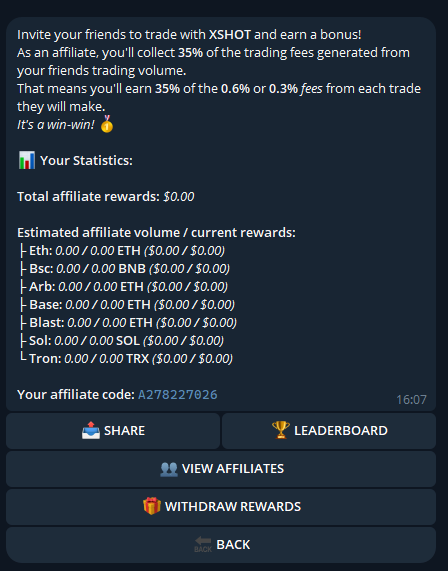 Invite your friends to trade with XSHOT and earn a bonus!
As an affiliate, you'll collect 35% of the trading fees generated from
your friends trading volume.
That means you'll earn 35% of the 0.6% or 0.3% fees from each trade
they will make.
It's a win-win! 🥇
📊 Your Statistics:
Total affiliate rewards: $0.00
Estimated affiliate volume / current rewards:
├ Eth: 0.00 / 0.00 ETH ($0.00 / $0.00)
├ Bsc: 0.00 / 0.00 BNB ($0.00 / $0.00)
├ Arb: 0.00 / 0.00 ETH ($0.00 / $0.00)
├ Base: 0.00 / 0.00 ETH ($0.00 / $0.00)
├ Blast: 0.00 / 0.00 ETH ($0.00 / $0.00)
├ Sol: 0.00 / 0.00 SOL ($0.00 / $0.00)
└ Tron: 0.00 / 0.00 TRX ($0.00 / $0.00)
Your affiliate code: A278227026
16:07
📤 SHARE
🏆 LEADERBOARD
👥 VIEW AFFILIATES
🎁 WITHDRAW REWARDS
🔙 BACK